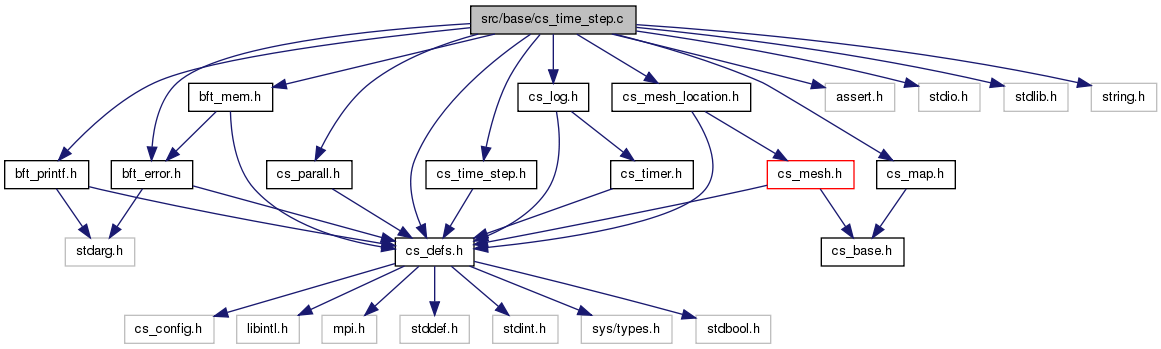 src/base/cs_time_step.c
bft_mem.h
cs_log.h
cs_mesh_location.h
assert.h
stdio.h
stdlib.h
string.h
bft_printf.h
bft_error.h
cs_parall.h
cs_time_step.h
cs_timer.h
cs_mesh.h
cs_map.h
stdarg.h
cs_defs.h
cs_base.h
cs_config.h
libintl.h
mpi.h
stddef.h
stdint.h
sys/types.h
stdbool.h